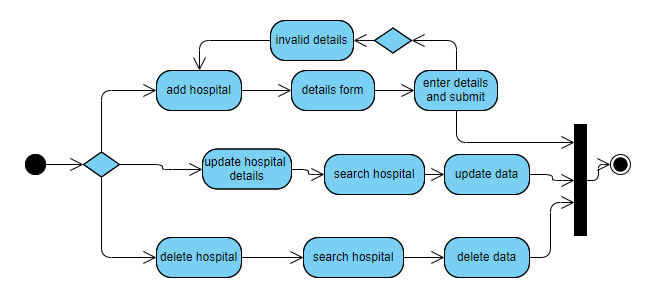 invalid details
add hospital
details form
enter details
and submit
update hospital
details
search hospital
update data
delete hospital
search hospital
delete data